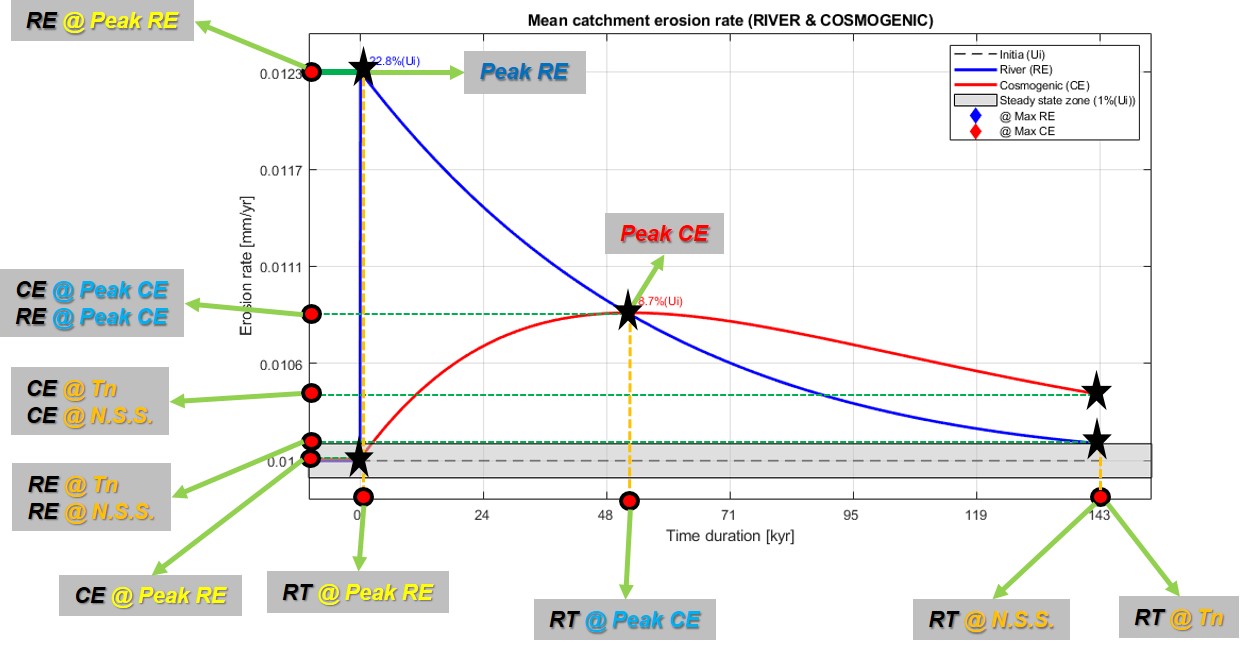 Mean catchment erosion rate (RIVER & COSMOGENIC)
RE @ Peak RE
22.8%(Ui)
Peak RE
Initia (Ui)
River (RE)
Cosmogenic (CE)
Steady state zone (1%(Ui))
@ Max RE
@ Max CE
0.0123
0.0117
0.0111
0.0106
0.01
Erosion rate [mm/yr]
Peak CE
8.7%(Ui)
CE @ Peak CE
RE @ Peak CE
CE @ Tn
CE @ N.S.S.
RE @ Tn
RE @ N.S.S.
0
24
48
71
95
119
143
Time duration [kyr]
CE @ Peak RE
RT @ Peak RE
RT @ Peak CE
RT @ N.S.S.
RT @ Tn